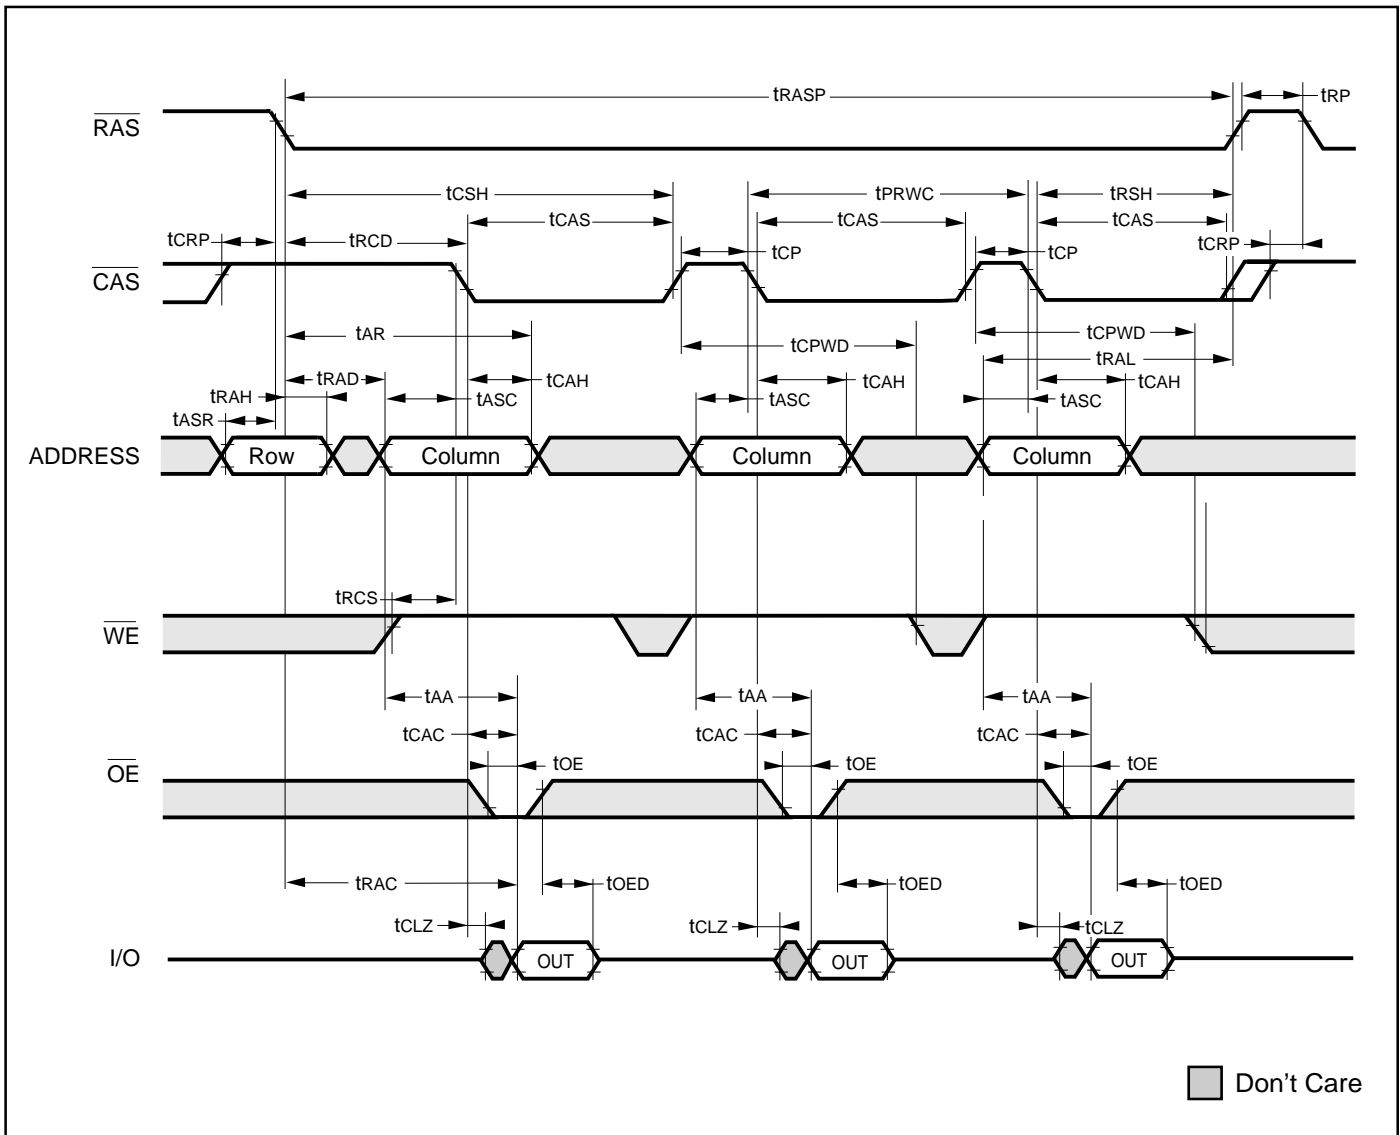 tRASP tRP
RAS
tCSH tPRWC tRSH
tCAS tCAS tCAS
tCRP tRCD tCP tCP tCRP
CAS
tAR tCPWD tCPWD
tRAL
tRAD tCAH tCAH tCAH
tRAH tASC tASC tASC
tASR
ADDRESS Row Column Column Column
tRCS
WE
tAA tAA tAA
tCAC tCAC tCAC
OE tOE tOE tOE
tRAC tOED tOED tOED
tCLZ tCLZ tCLZ
I/O OUT OUT OUT
Don't Care